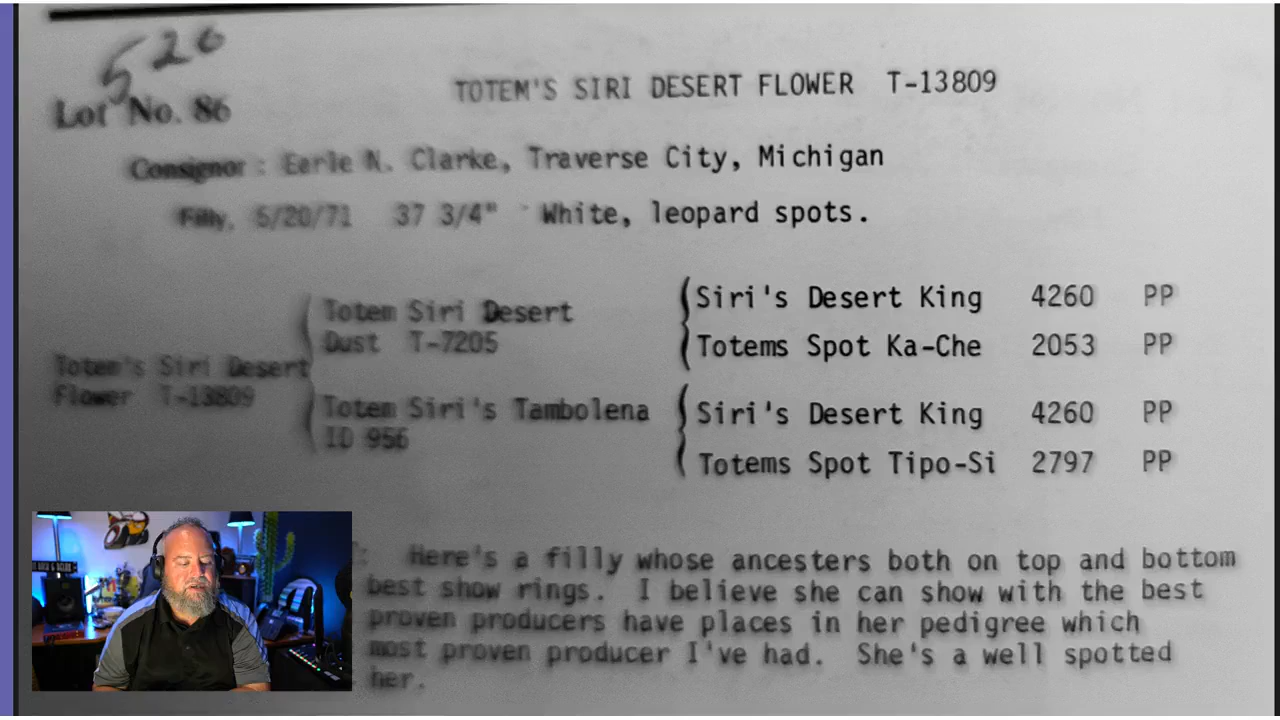 526
Lot No. 86
TOTEM'S SIRI DESERT FLOWER T-13809
Consignor: Earle N. Clarke, Traverse City, Michigan
Filly, 5/20/71 37 3/4" White, leopard spots.
Siri's Desert King 4260 PP
Totem Siri Desert
Dust T-7205
Totems Spot Ka-Che 2053 PP
Totem's Siri Desert
Flower T-13809
Totem Siri's Tambolena
ID 956
Siri's Desert King 4260 PP
Totems Spot Tipo-Si 2797 PP
: Here's a filly whose ancesters both on top and bottom
best show rings. I believe she can show with the best
proven producers have places in her pedigree which
most proven producer I've had. She's a well spotted
her.